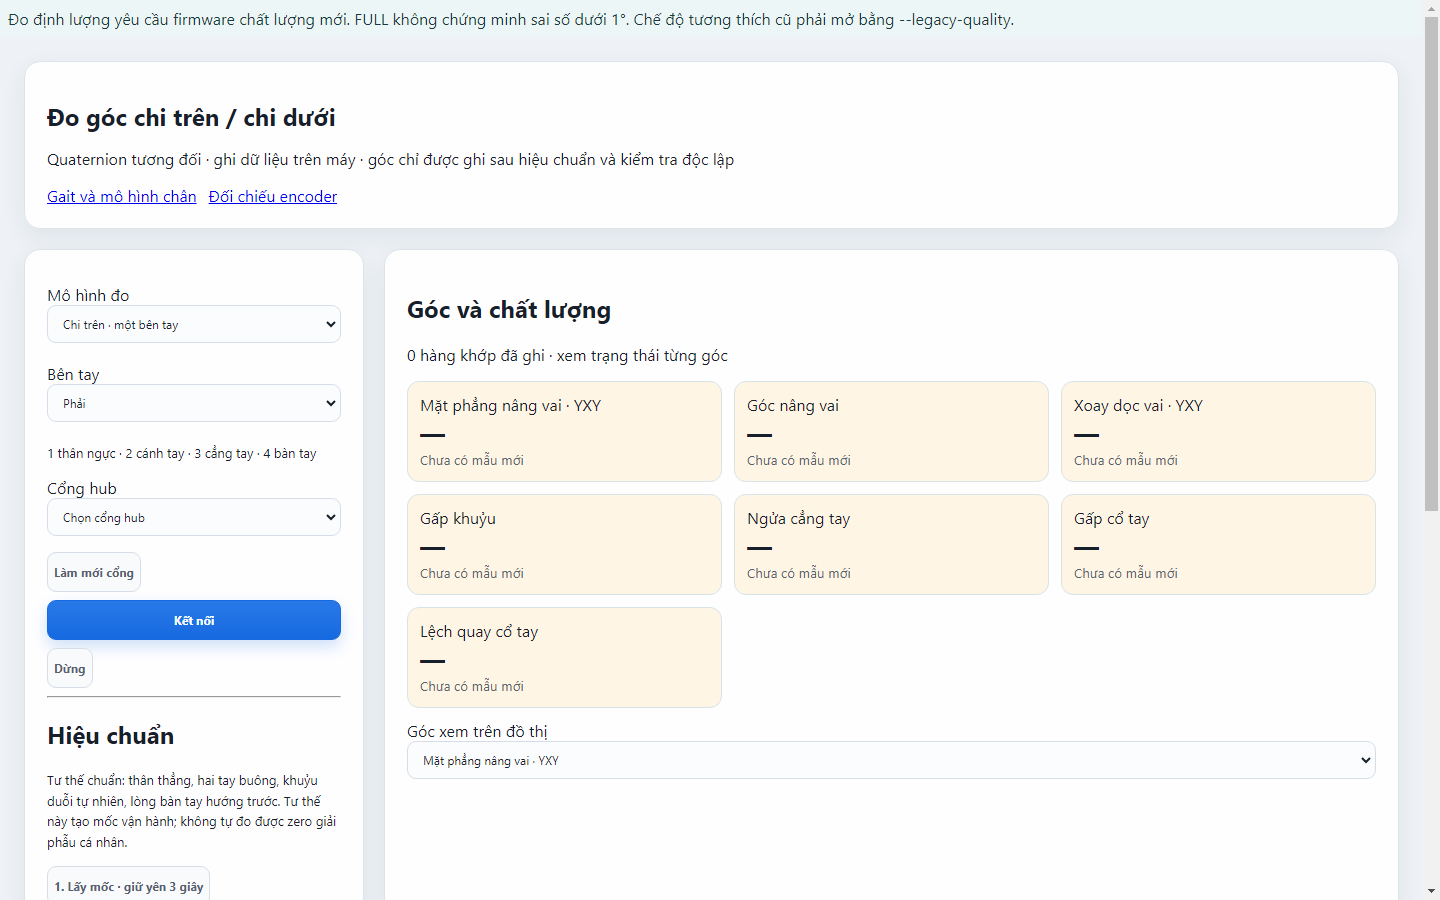 Đo định lượng yêu cầu firmware chất lượng mới. FULL không chứng minh sai số dưới 1°. Chế độ tương thích cũ phải mở bằng --legacy-quality.
Đo góc chi trên / chi dưới
Quaternion tương đối · ghi dữ liệu trên máy · góc chỉ được ghi sau hiệu chuẩn và kiểm tra độc lập
Gait và mô hình chân Đối chiếu encoder
Mô hình đo
Chi trên · một bên tay
Bên tay
Phải
1 thân ngực · 2 cánh tay · 3 cẳng tay · 4 bàn tay
Cổng hub
Chọn cổng hub
Làm mới cổng
Kết nối
Dừng
Hiệu chuẩn
Tư thế chuẩn: thân thẳng, hai tay buông, khuỷu
duỗi tự nhiên, lòng bàn tay hướng trước. Tư thế
này tạo mốc vận hành; không tự đo được zero giải
phẫu cá nhân.
1. Lấy mốc · giữ yên 3 giây
Góc và chất lượng
0 hàng khớp đã ghi · xem trạng thái từng góc
Mặt phẳng nâng vai · YXY
—
Chưa có mẫu mới
Góc nâng vai
—
Chưa có mẫu mới
Xoay dọc vai · YXY
—
Chưa có mẫu mới
Gấp khuỷu
—
Chưa có mẫu mới
Ngửa cẳng tay
—
Chưa có mẫu mới
Gấp cổ tay
—
Chưa có mẫu mới
Lệch quay cổ tay
—
Chưa có mẫu mới
Góc xem trên đồ thị
Mặt phẳng nâng vai · YXY